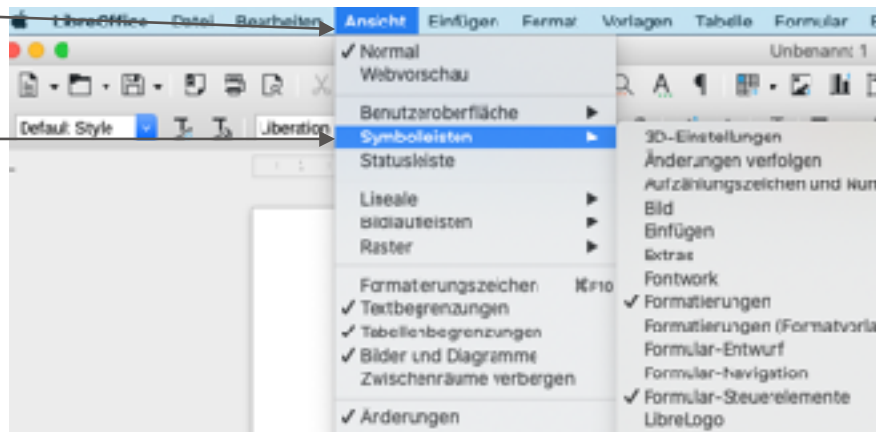 LibreOffice Datei Bearbeiten Ansicht Einfügen Format Vorlagen Tabelle Formular
Unbenannt 1
Default Style
Liberation
Normal
Webvorschau
Benutzeroberfläche
Symbolleisten
Statusleiste
Lineale
Bildlaufleisten
Raster
Formatierungszeichen ⌘F10
Textbegrenzungen
Tabellenbegrenzungen
Bilder und Diagramme
Zwischenräume verbergen
Änderungen
3D-Einstellungen
Änderungen verfolgen
Aufzählungszeichen und Num
Bild
Einfügen
Extras
Fontwork
Formatierungen
Formatierungen (Formatvorla
Formular-Entwurf
Formular-Navigation
Formular-Steuerelemente
LibreLogo